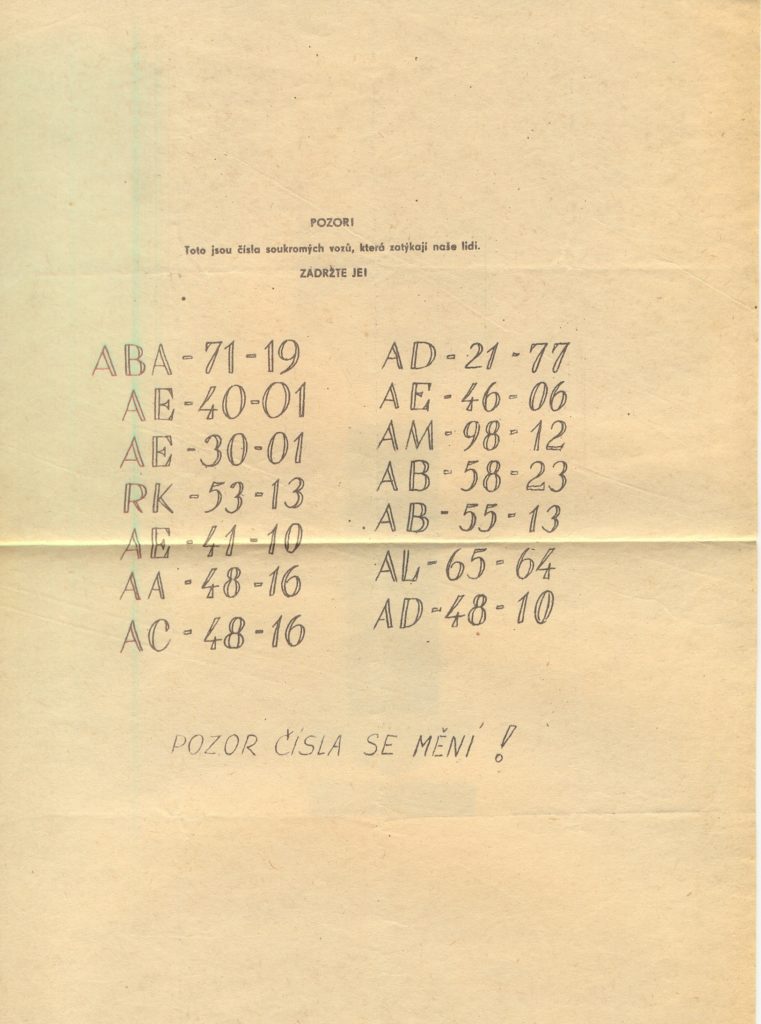 POZOR!
Toto jsou čísla soukromých vozů, která zatýkají naše lidi.
ZADRŽTE JE!
ABA-71-19
AE-40-01
AE-30-01
RK-53-13
AE-41-10
AA-48-16
AC-48-16
AD-21-77
AE-46-06
AM-98-12
AB-58-23
AB-55-13
AL-65-64
AD-48-10
POZOR ČÍSLA SE MĚNÍ!